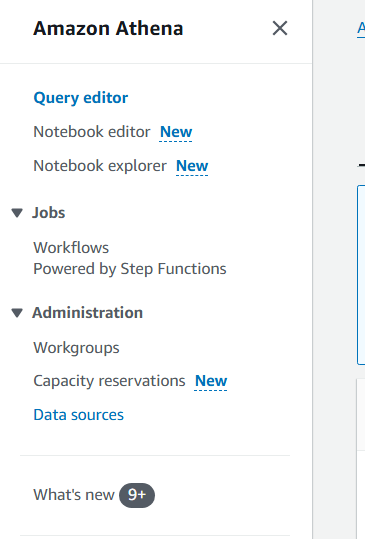 Amazon Athena
Query editor
Notebook editor New
Notebook explorer New
Jobs
Workflows
Powered by Step Functions
Administration
Workgroups
Capacity reservations New
Data sources
What's new 9+